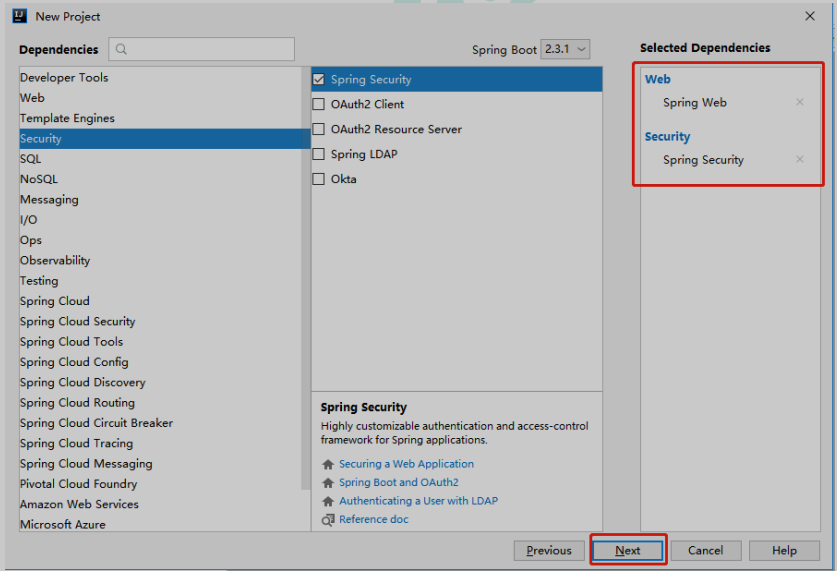 New Project
Dependencies
Spring Boot 2.3.1
Selected Dependencies
Developer Tools
Web
Template Engines
Security
SQL
NoSQL
Messaging
I/O
Ops
Observability
Testing
Spring Cloud
Spring Cloud Security
Spring Cloud Tools
Spring Cloud Config
Spring Cloud Discovery
Spring Cloud Routing
Spring Cloud Circuit Breaker
Spring Cloud Tracing
Spring Cloud Messaging
Pivotal Cloud Foundry
Amazon Web Services
Microsoft Azure
Spring Security
OAuth2 Client
OAuth2 Resource Server
Spring LDAP
Okta
Spring Security
Highly customizable authentication and access-control
framework for Spring applications.
Securing a Web Application
Spring Boot and OAuth2
Authenticating a User with LDAP
Reference doc
Web
Spring Web
Security
Spring Security
Previous
Next
Cancel
Help